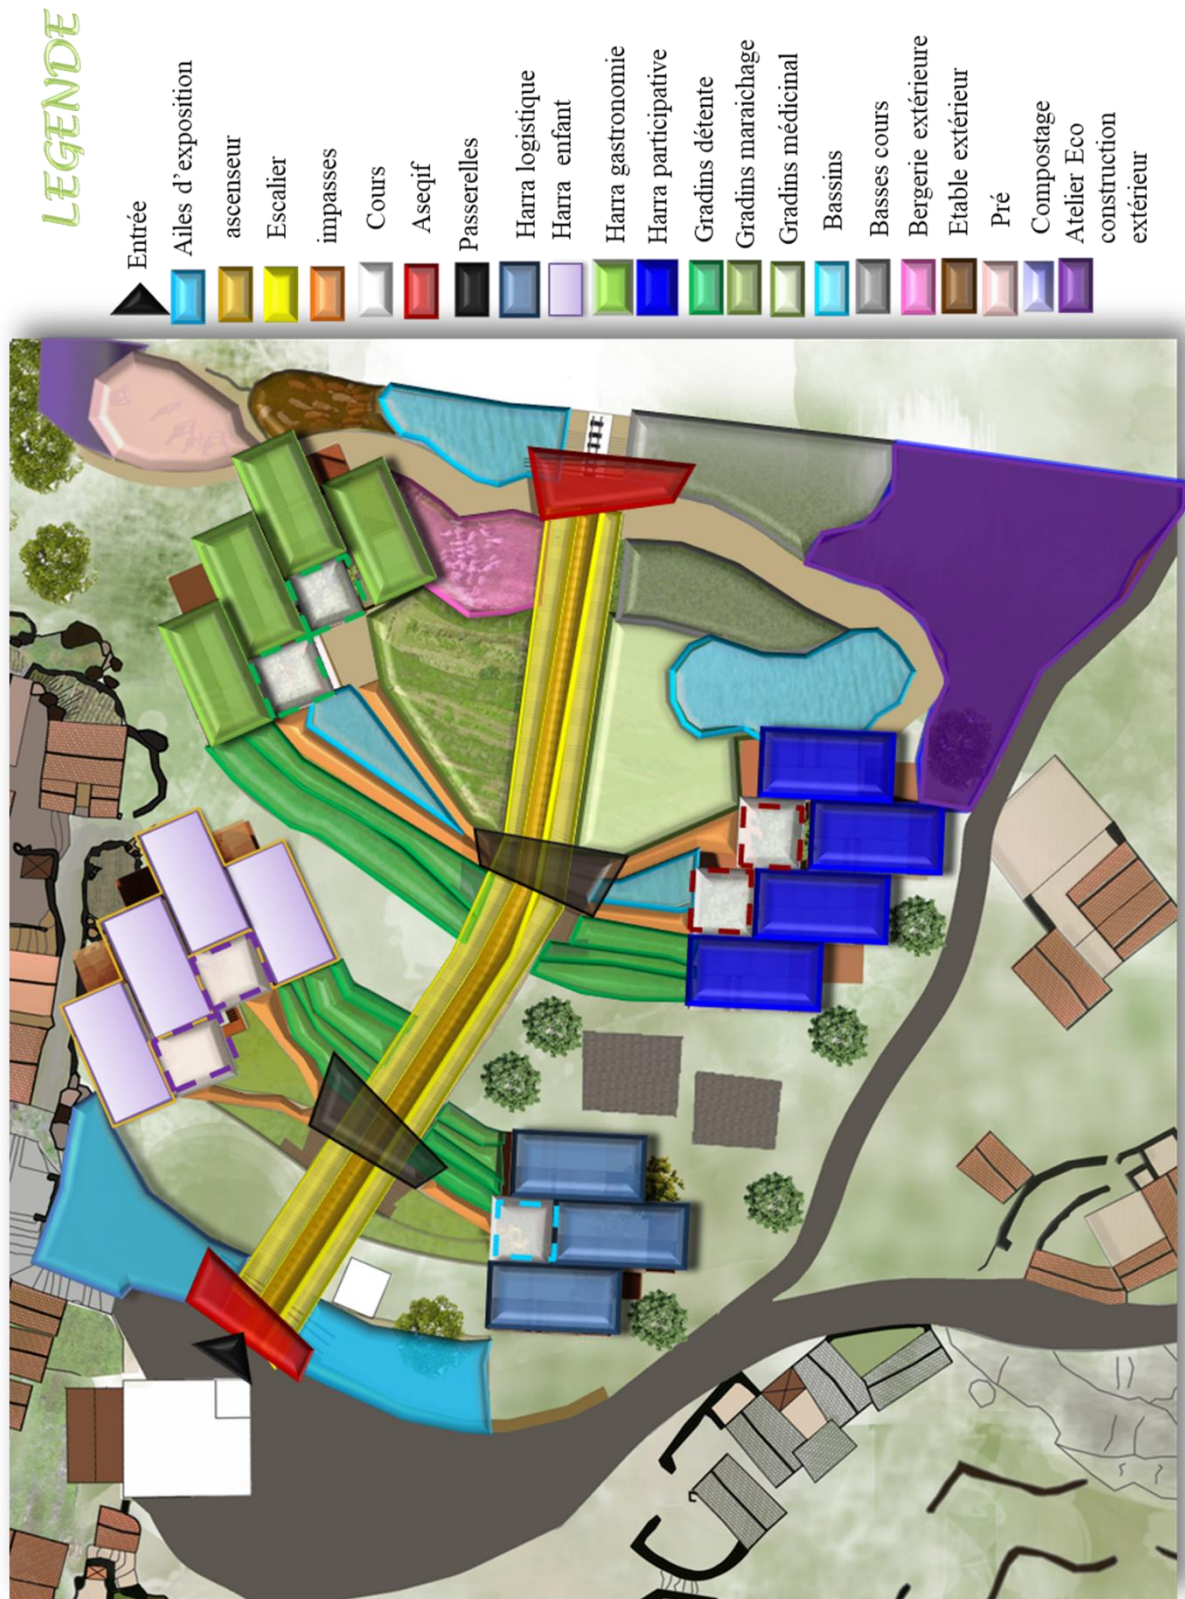 LEGENDE
Entrée
Ailes d’exposition
ascenseur
Escalier
impasses
Cours
Aseqif
Passerelles
Harra logistique
Harra enfant
Harra gastronomie
Harra participative
Gradins détente
Gradins maraichage
Gradins médicinal
Bassins
Basses cours
Bergerie extérieure
Etable extérieur
Pré
Compostage
Atelier Eco
construction
extérieur